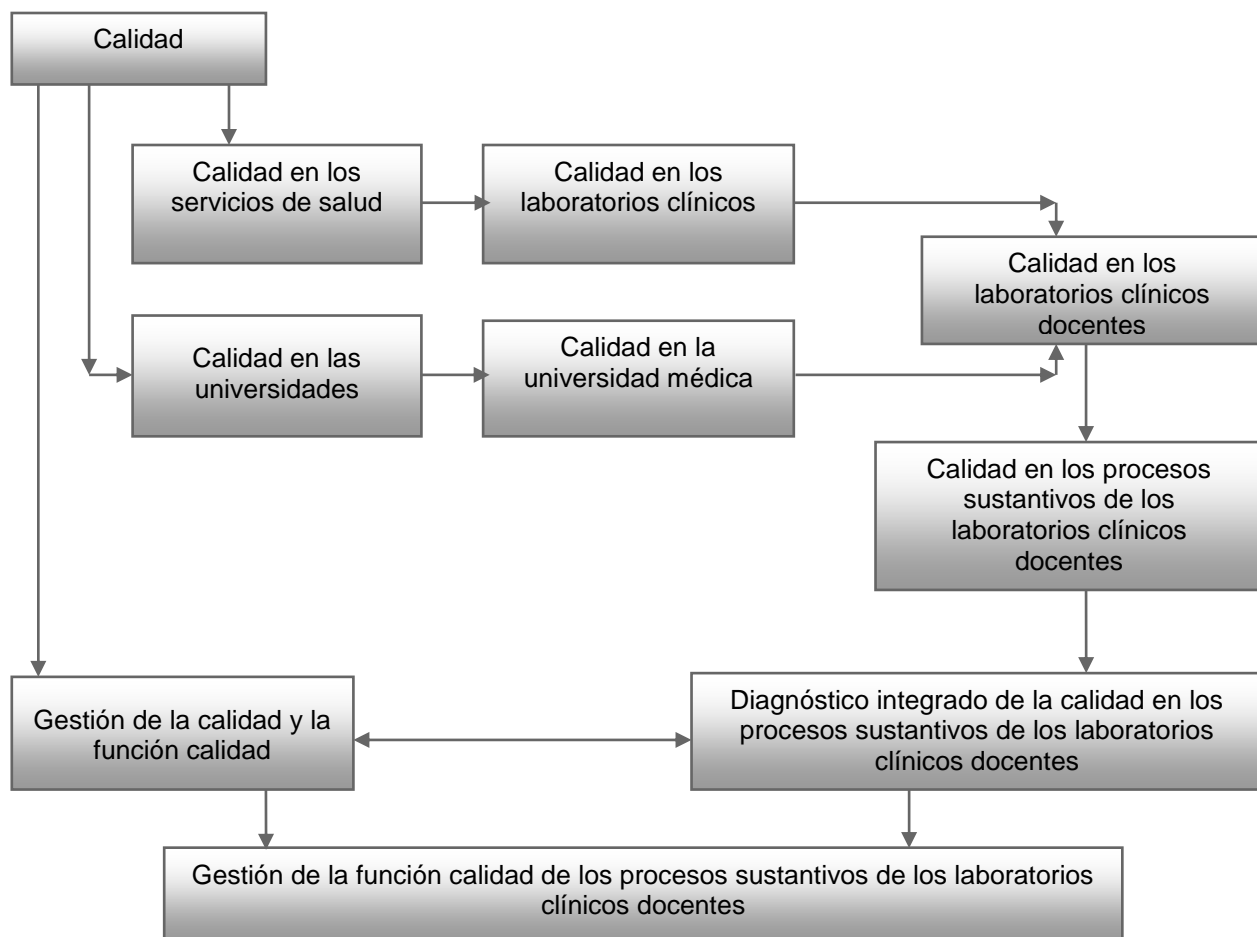 Calidad
Calidad en los
servicios de salud
Calidad en los
laboratorios clínicos
Calidad en los
laboratorios clínicos
docentes
Calidad en las
universidades
Calidad en la
universidad médica
Calidad en los procesos
sustantivos de los
laboratorios clínicos
docentes
Gestión de la calidad y la
función calidad
Diagnóstico integrado de la calidad en los
procesos sustantivos de los laboratorios
clínicos docentes
Gestión de la función calidad de los procesos sustantivos de los laboratorios
clínicos docentes